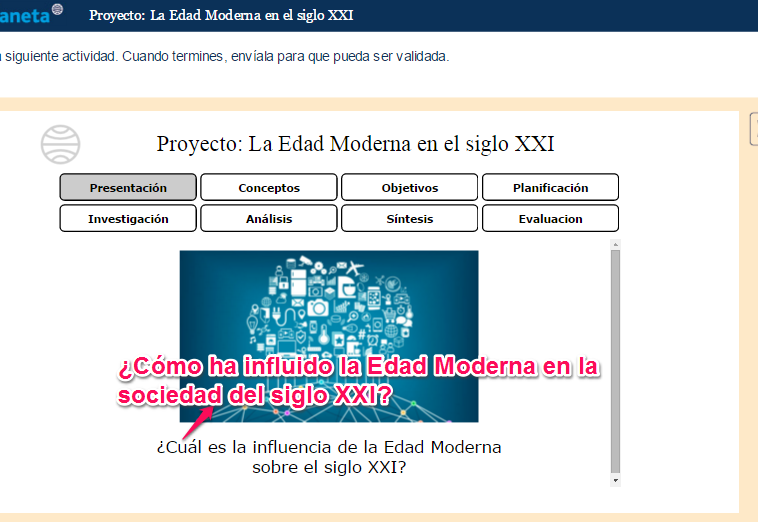 aneta
Proyecto: La Edad Moderna en el siglo XXI
siguiente actividad. Cuando termines, envíala para que pueda ser validada.
Proyecto: La Edad Moderna en el siglo XXI
Presentación Conceptos Objetivos Planificación
Investigación Análisis Síntesis Evaluacion
¿Cómo ha influido la Edad Moderna en la
sociedad del siglo XXI?
¿Cuál es la influencia de la Edad Moderna
sobre el siglo XXI?